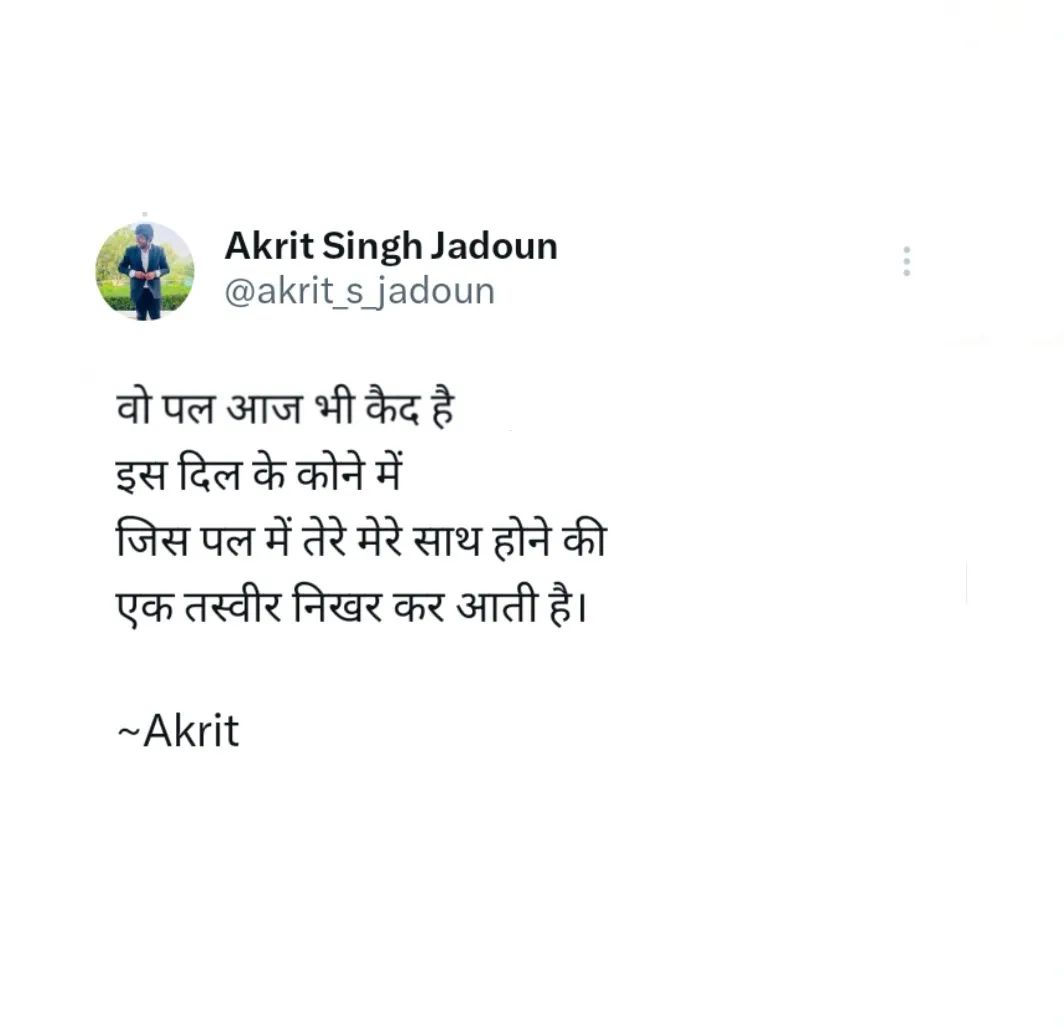 Akrit Singh Jadoun
@akrit_s_jadoun
वो पल आज भी कैद है
इस दिल के कोने में
जिस पल में तेरे मेरे साथ होने की
एक तस्वीर निखर कर आती है।
~Akrit